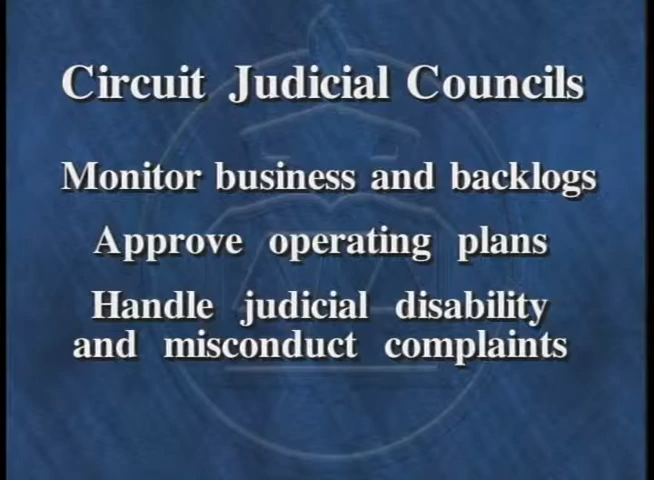 Circuit Judicial Councils
Monitor business and backlogs
Approve operating plans
Handle judicial disability
and misconduct complaints